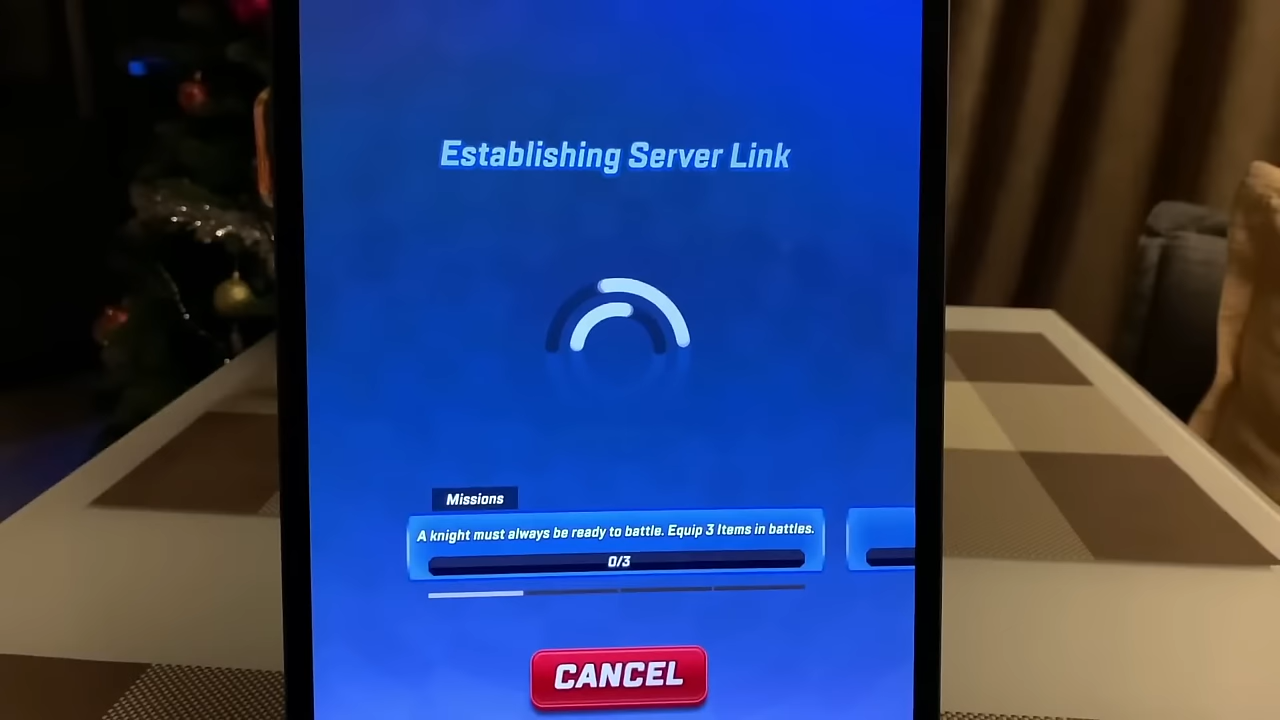 Establishing Server Link
Missions
A knight must always be ready to battle. Equip 3 Items in battles.
0/3
CANCEL